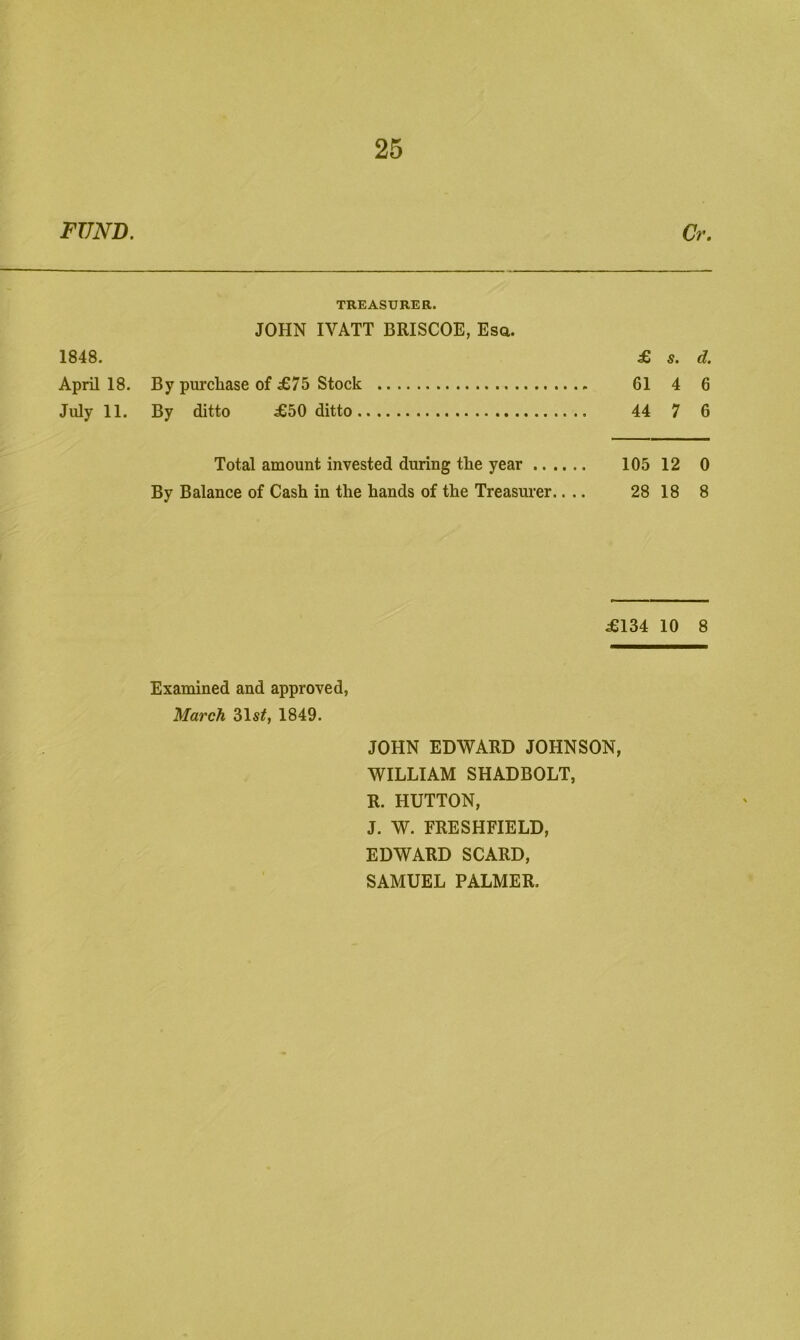 25
FUND. Cr.
TREASURER.
JOHN IVATT BRISCOE, Esq.
1848. £ s. d.
April 18. By purchase of £75 Stock ........................ 61 4 6
July 11. By ditto £50 ditto.......................... 44 7 6
Total amount invested during the year ...... 105 12 0
By Balance of Cash in the hands of the Treasurer.... 28 18 8
£134 10 8
Examined and approved,
March 31st, 1849.
JOHN EDWARD JOHNSON,
WILLIAM SHADBOLT,
R. HUTTON,
J. W. FRESHFIELD,
EDWARD SCARD,
SAMUEL PALMER.